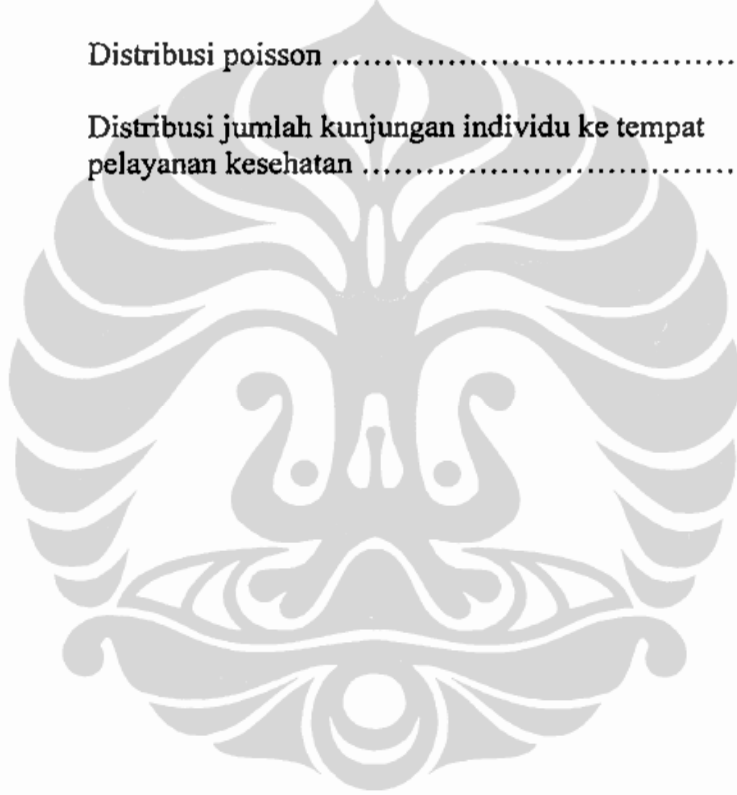 Distribusi poisson ......................................
Distribusi jumlah kunjungan individu ke tempat
pelayanan kesehatan ..................................